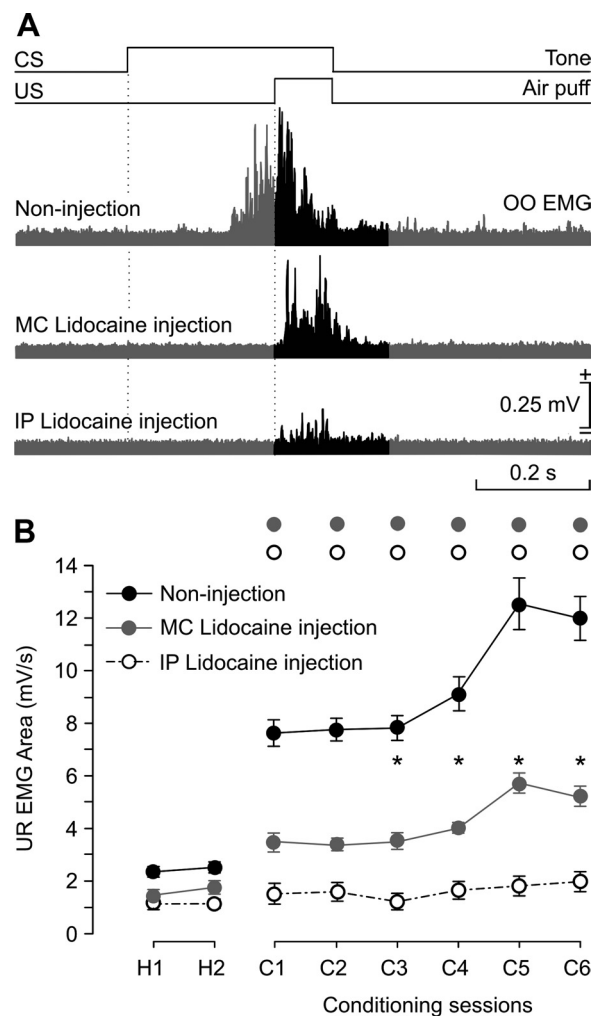 A
CS
Tone
US
Air puff
Non-injection
OO EMG
MC Lidocaine injection
IP Lidocaine injection
+
0.25 mV
0.2 s
B
14
Non-injection
12
MC Lidocaine injection
IP Lidocaine injection
10
8
* * * *
6
4
2
0
UR EMG Area (mV/s)
H1 H2 C1 C2 C3 C4 C5 C6
Conditioning sessions